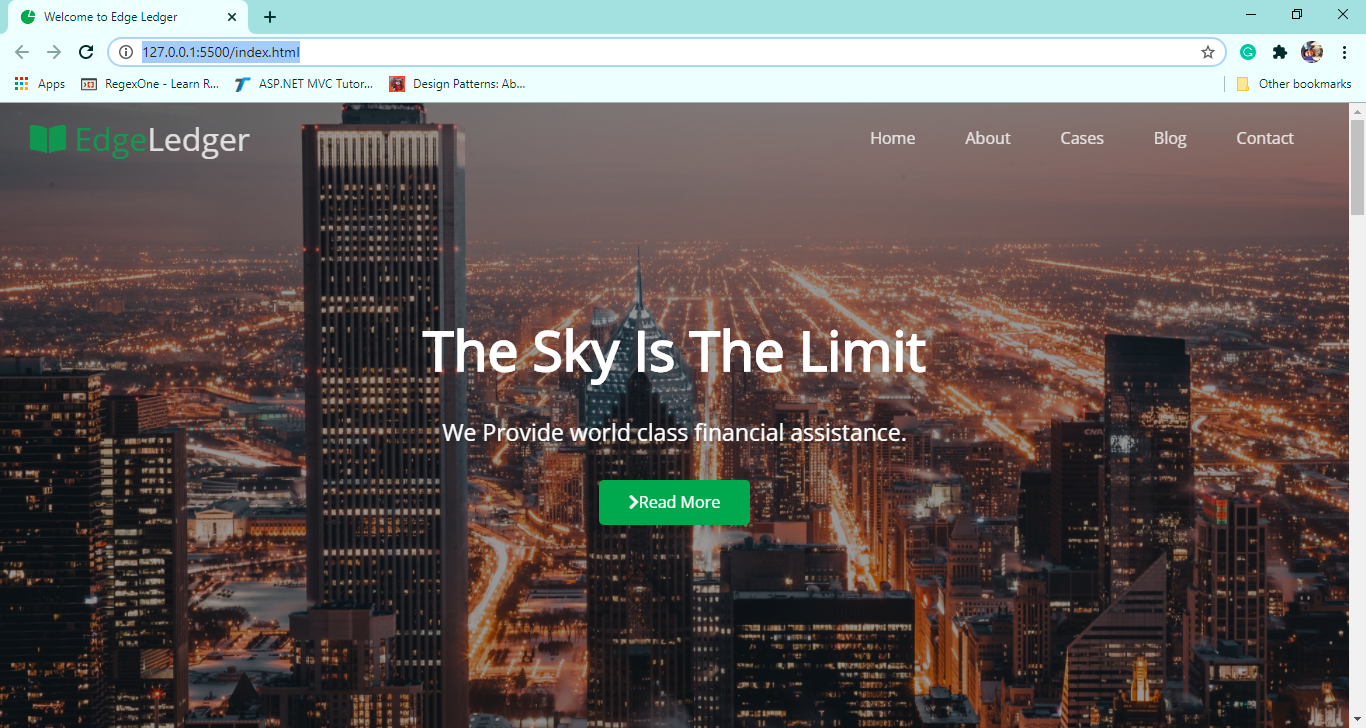 Welcome to Edge Ledger
127.0.0.1:5500/index.html
Apps RegexOne - Learn R... ASP.NET MVC Tutor... Design Patterns: Ab... Other bookmarks
EdgeLedger Home About Cases Blog Contact
The Sky Is The Limit
We Provide world class financial assistance.
CNA
Read More